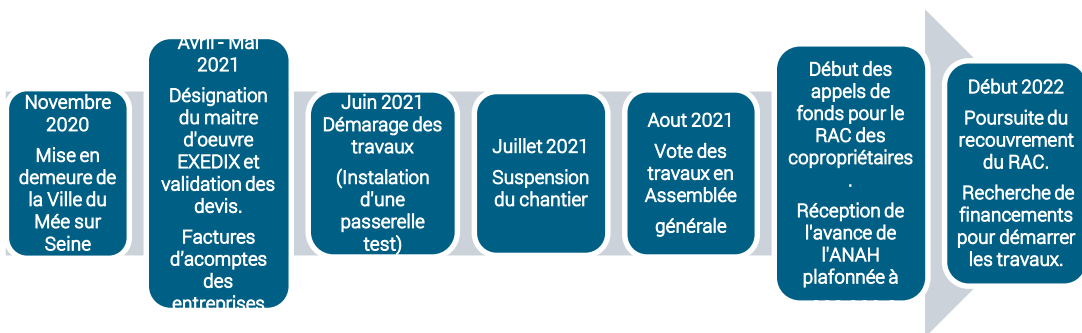 Novembre
2020
Mise en
demeure de
la Ville du
Mée sur
Seine
Avril - Mai
2021
Désignation
du maitre
d'oeuvre
EXEDIX et
validation des
devis.
Factures
d'acomptes
des
entreprises
Juin 2021
Démarage des
travaux
(Instalation
d'une
passerelle
test)
Juillet 2021
Suspension
du chantier
Aout 2021
Vote des
travaux en
Assemblée
générale
Début des
appels de
fonds pour le
RAC des
copropriétaires
.
Réception de
l'avance de
l'ANAH
plafonnée à
Début 2022
Poursuite du
recouvrement
du RAC.
Recherche de
financements
pour démarrer
les travaux.